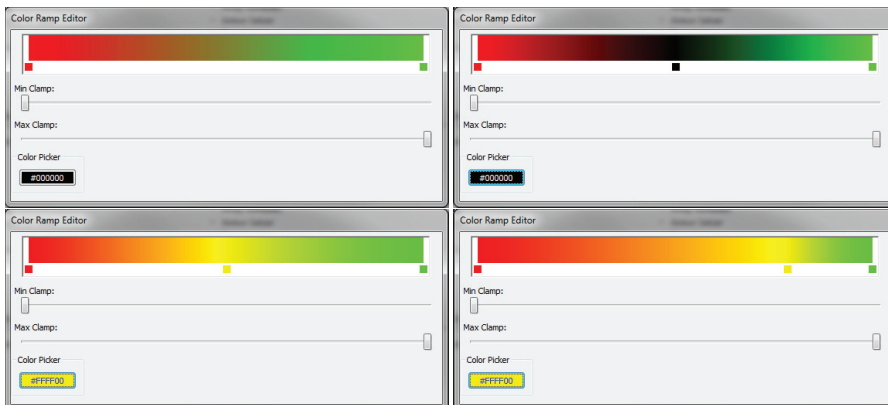 Color Ramp Editor
Min Clamp:
Max Clamp:
Color Picker
#000000
Color Ramp Editor
Min Clamp:
Max Clamp:
Color Picker
#000000
Color Ramp Editor
Min Clamp:
Max Clamp:
Color Picker
#FFFF00
Color Ramp Editor
Min Clamp:
Max Clamp:
Color Picker
#FFFF00